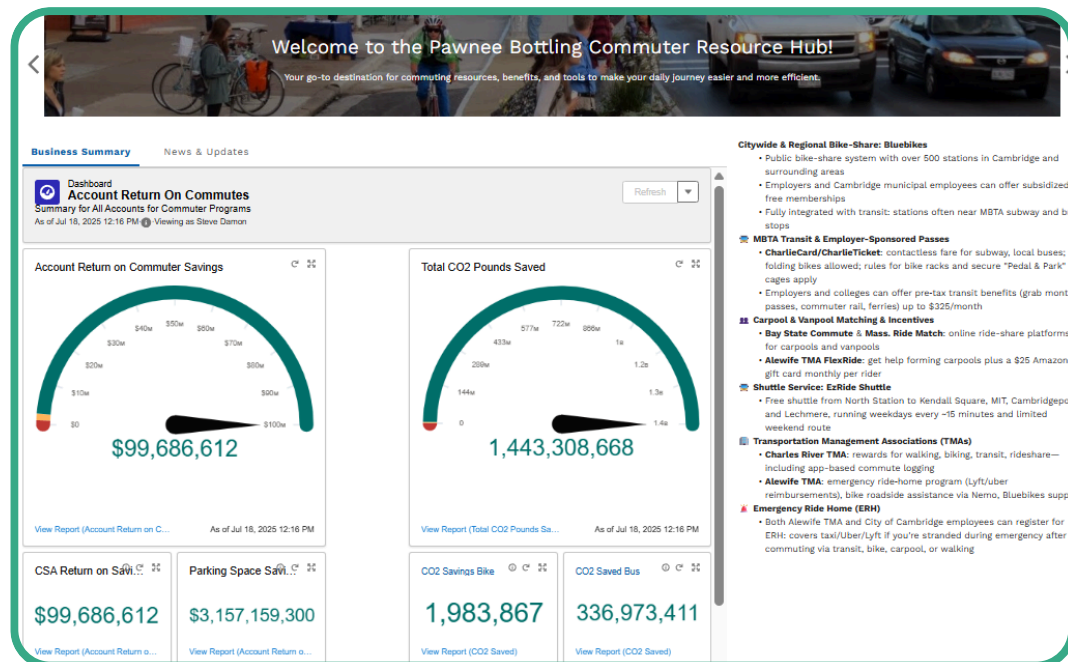 Welcome to the Pawnee Bottling Commuter Resource Hub!
Your go-to destination for commuting resources, benefits, and tools to make your daily journey easier and more efficient.
Business Summary
News & Updates
Dashboard
Account Return On Commutes
Summary for All Accounts for Commuter Programs
As of Jul 18, 2025 12:16 PM·Viewing as Steve Damon
Refresh
Account Return on Commuter Savings
$0
$10M
$20M
$30M
$40M
$50M
$60M
$70M
$80M
$90M
$100M
$99,686,612
View Report (Account Return on C...
As of Jul 18, 2025 12:16 PM
Total CO2 Pounds Saved
0
144M
289M
433M
577M
722M
866M
1B
1.2B
1.3B
1.4B
1,443,308,668
View Report (Total CO2 Pounds Sa...
As of Jul 18, 2025 12:16 PM
CSA Return on Savi...
$99,686,612
View Report (Account Return o...
Parking Space Savi...
$3,157,159,300
View Report (Account Return o...
CO2 Savings Bike
1,983,867
View Report (CO2 Saved)
CO2 Saved Bus
336,973,411
View Report (CO2 Saved)
Citywide & Regional Bike-Share: Bluebikes
• Public bike-share system with over 500 stations in Cambridge and
surrounding areas
• Employers and Cambridge municipal employees can offer subsidized
free memberships
• Fully integrated with transit: stations often near MBTA subway and b
stops
MBTA Transit & Employer-Sponsored Passes
• CharlieCard/CharlieTicket: contactless fare for subway, local buses;
folding bikes allowed; rules for bike racks and secure "Pedal & Park"
cages apply
• Employers and colleges can offer pre-tax transit benefits (grab mont
passes, commuter rail, ferries) up to $325/month
Carpool & Vanpool Matching & Incentives
• Bay State Commute & Mass. Ride Match: online ride-share platforms
for carpools and vanpools
• Alewife TMA FlexRide: get help forming carpools plus a $25 Amazon
gift card monthly per rider
Shuttle Service: EzRide Shuttle
• Free shuttle from North Station to Kendall Square, MIT, Cambridgepo
and Lechmere, running weekdays every ~15 minutes and limited
weekend route
Transportation Management Associations (TMAs)
• Charles River TMA: rewards for walking, biking, transit, rideshare—
including app-based commute logging
• Alewife TMA: emergency ride-home program (Lyft/uber
reimbursements), bike roadside assistance via Nemo, Bluebikes supp
Emergency Ride Home (ERH)
• Both Alewife TMA and City of Cambridge employees can register for
ERH: covers taxi/Uber/Lyft if you're stranded during emergency after
commuting via transit, bike, carpool, or walking